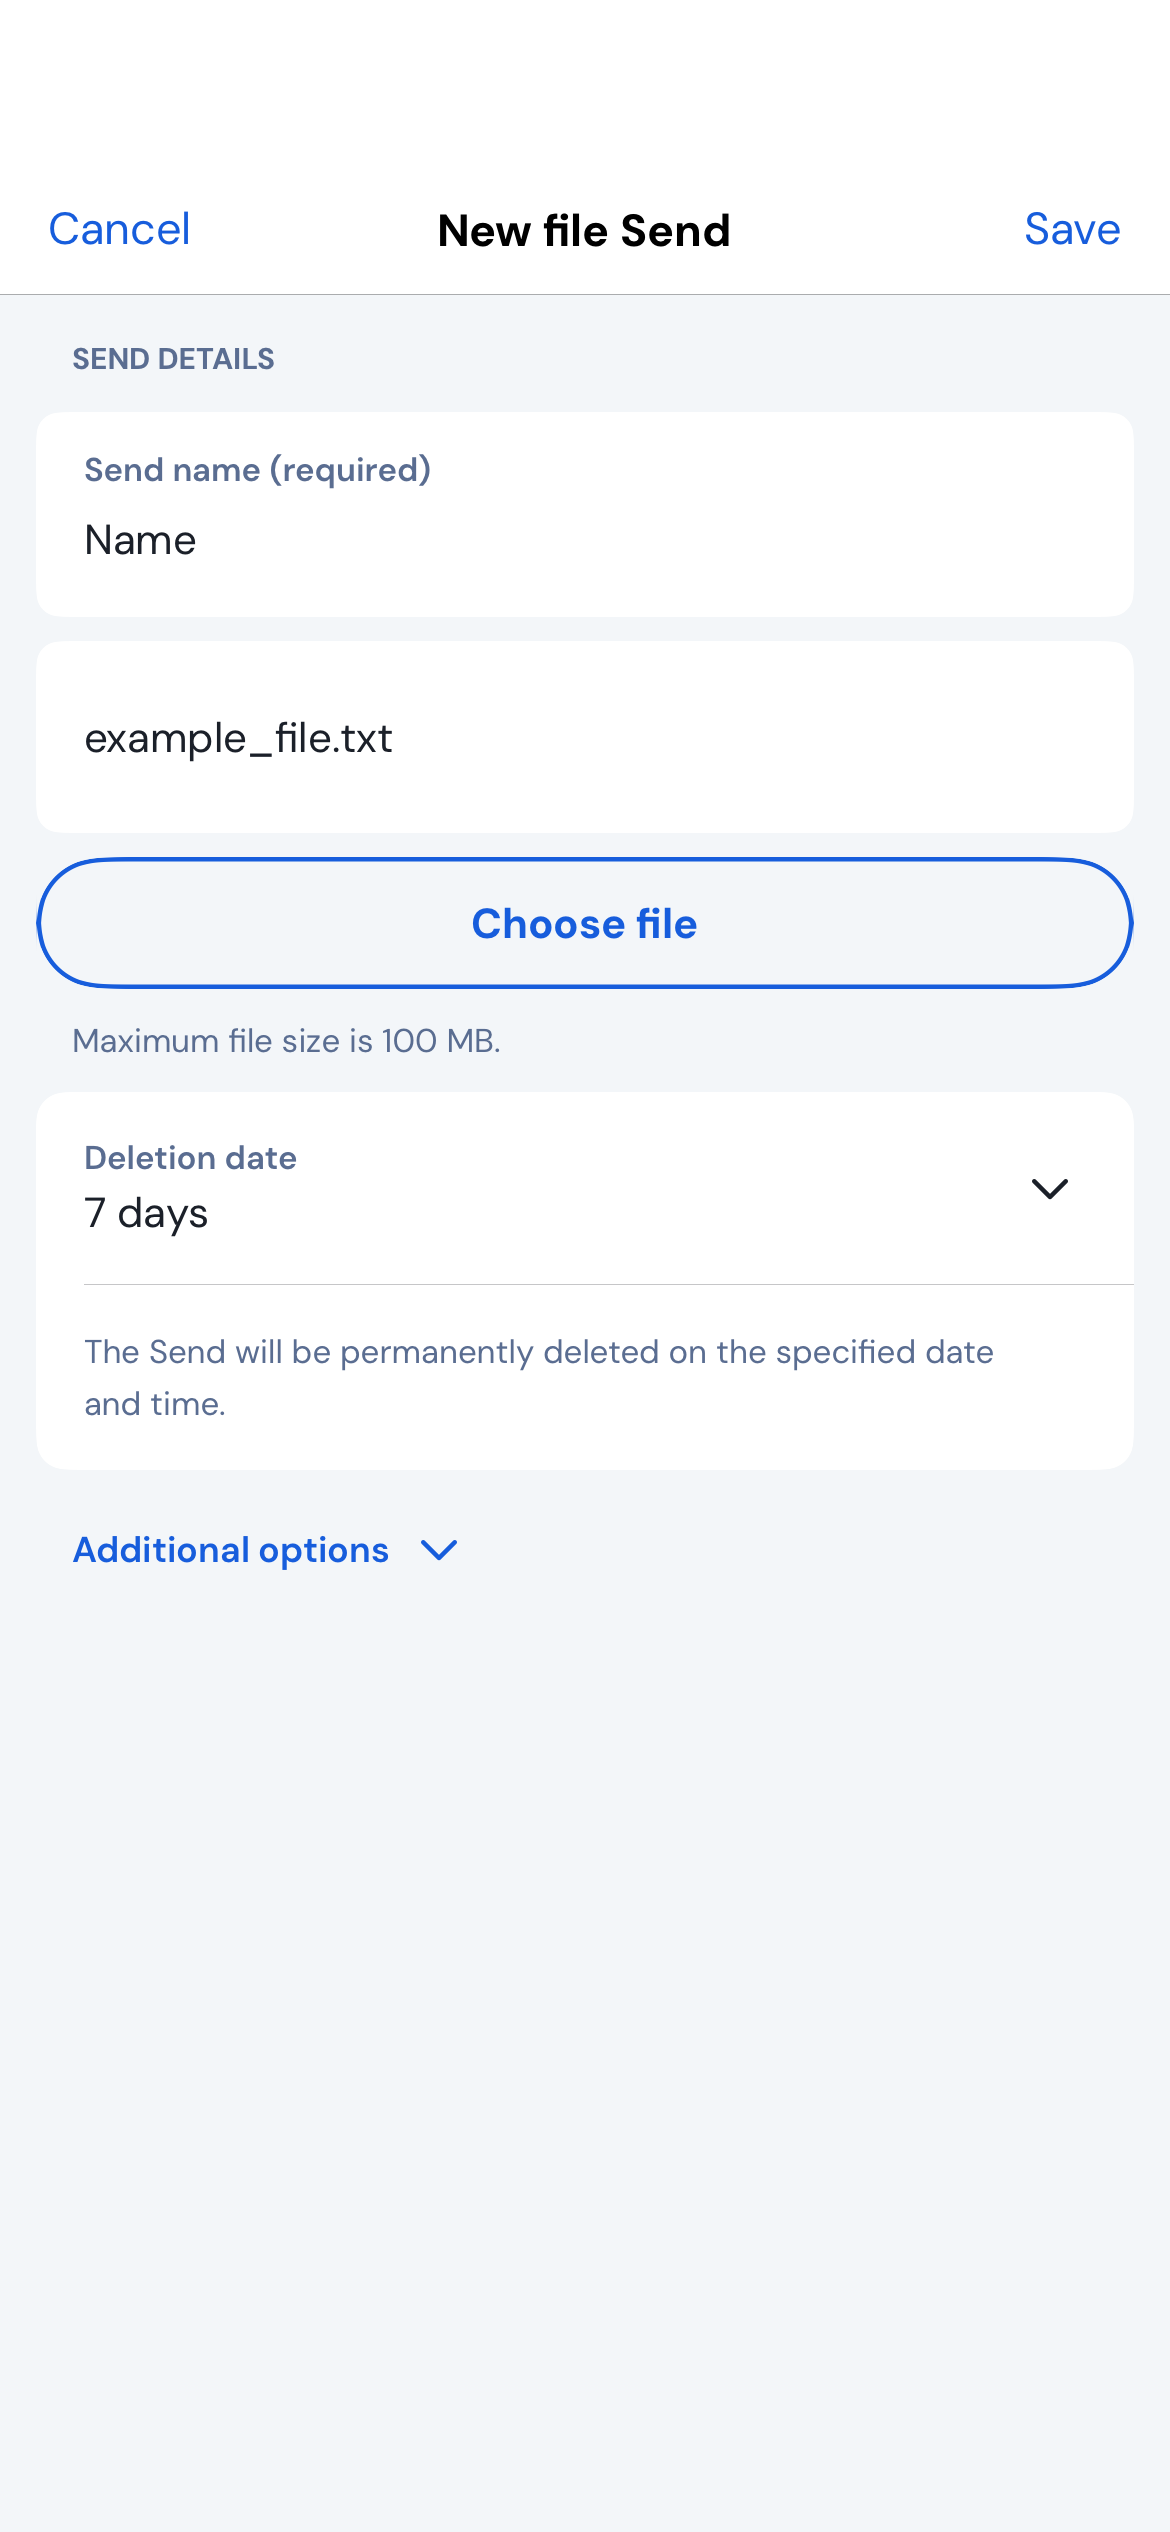 Cancel
New file Send
Save
SEND DETAILS
Send name (required)
Name
example_file.txt
Choose file
Maximum file size is 100 MB.
Deletion date
7 days
The Send will be permanently deleted on the specified date
and time.
Additional options